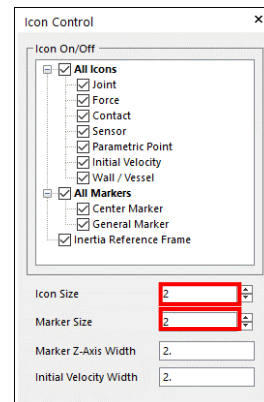 Icon Control
Icon On/Off
All Icons
Joint
Force
Contact
Sensor
Parametric Point
Initial Velocity
Wall / Vessel
All Markers
Center Marker
General Marker
Inertia Reference Frame
Icon Size 2
Marker Size 2
Marker Z-Axis Width 2.
Initial Velocity Width 2.